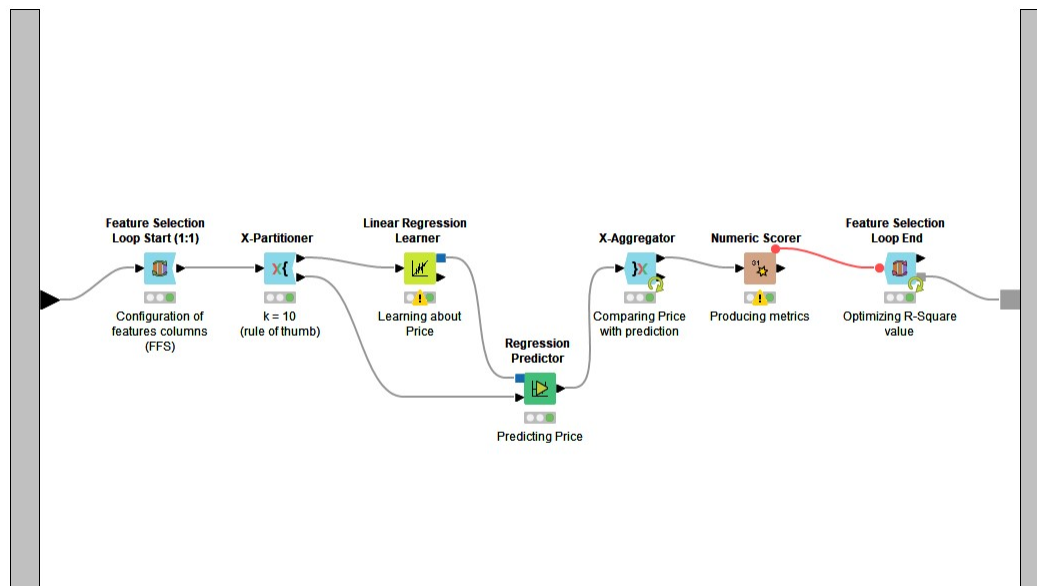 Feature Selection
Loop Start (1:1)
Configuration of
features columns
(FFS)
X-Partitioner
k = 10
(rule of thumb)
Linear Regression
Learner
Learning about
Price
Regression
Predictor
Predicting Price
X-Aggregator
Comparing Price
with prediction
Numeric Scorer
Producing metrics
Feature Selection
Loop End
Optimizing R-Square
value